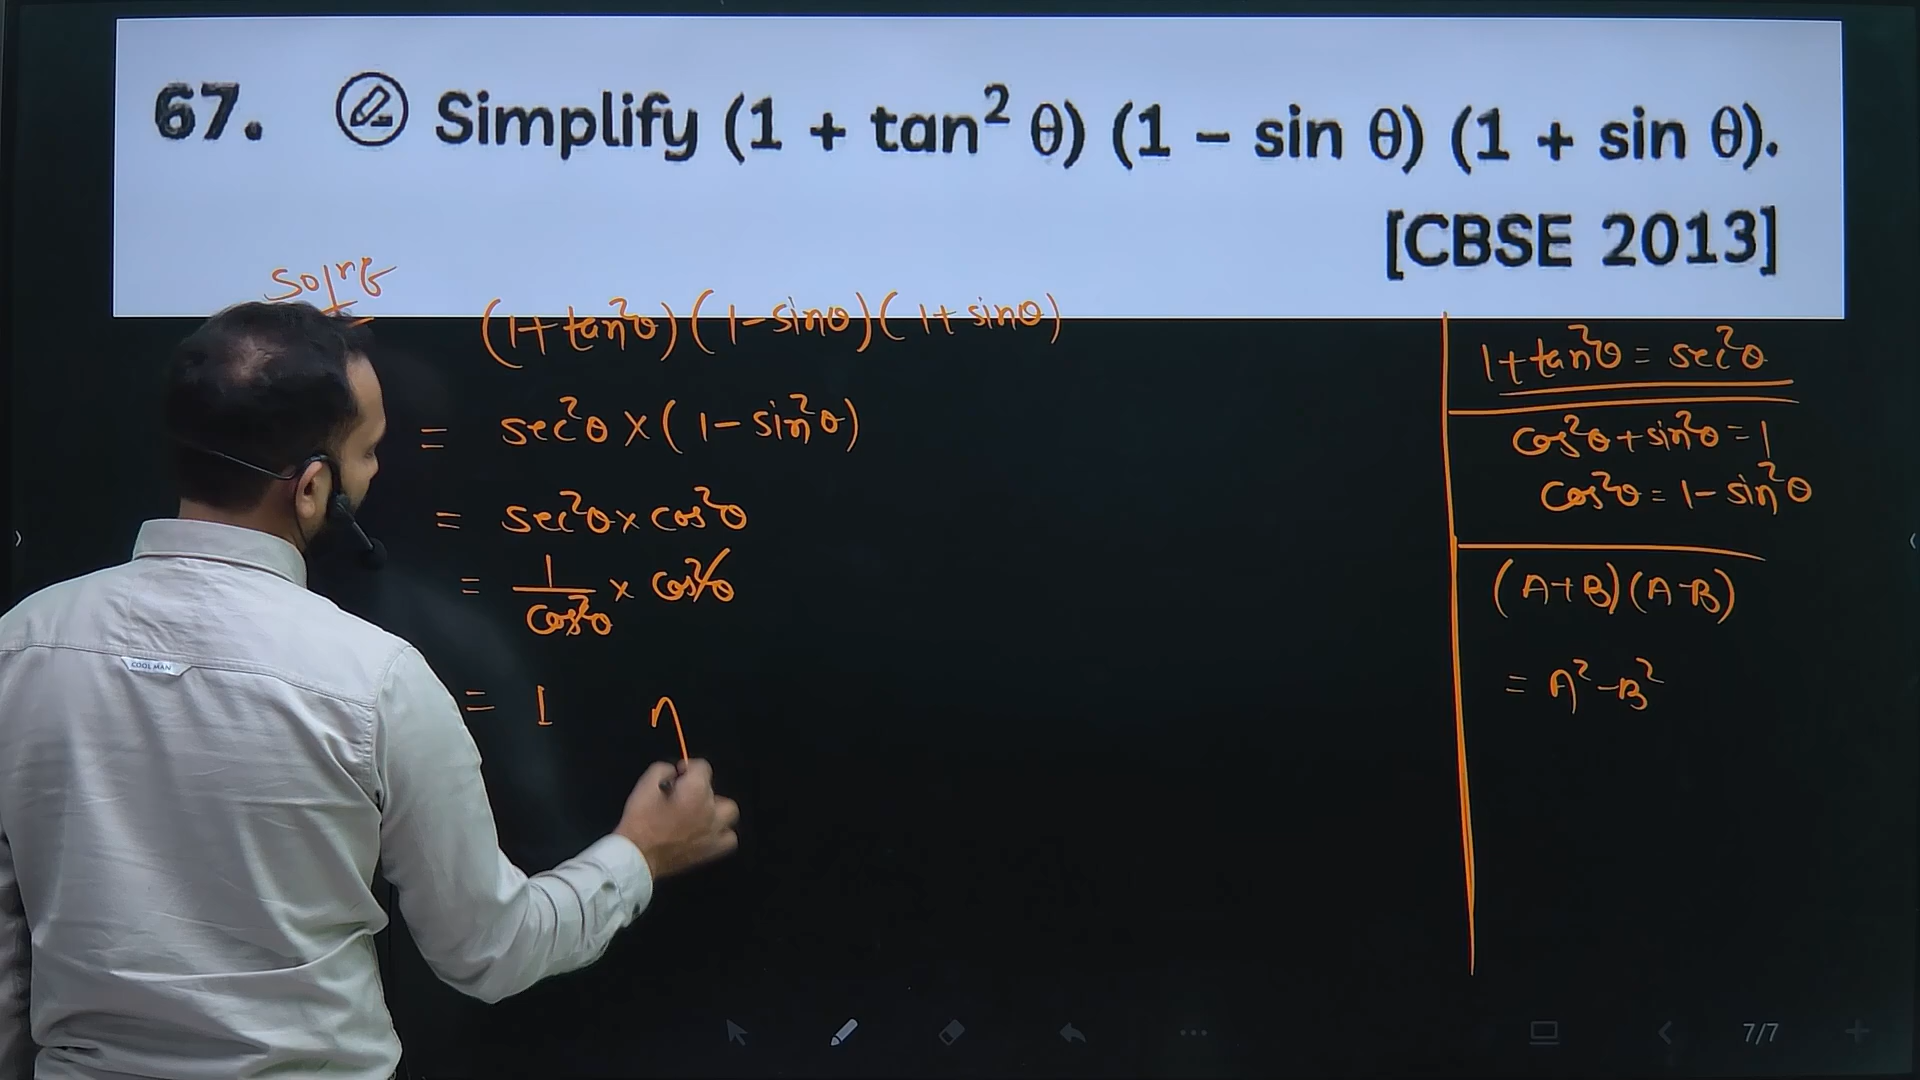 67. Simplify (1 + tan² θ) (1 – sin θ) (1 + sin θ).
[CBSE 2013]
(1+tan²θ)(1-sinθ)(1+sinθ)
= sec²θ × (1 - sin²θ)
= sec²θ × cos²θ
= 1/cos²θ × cos²θ
= 1
1+tan²θ = sec²θ
cos²θ + sin²θ = 1
cos²θ = 1 - sin²θ
(A+B)(A-B)
= A² - B²
COOL MAN
7/7